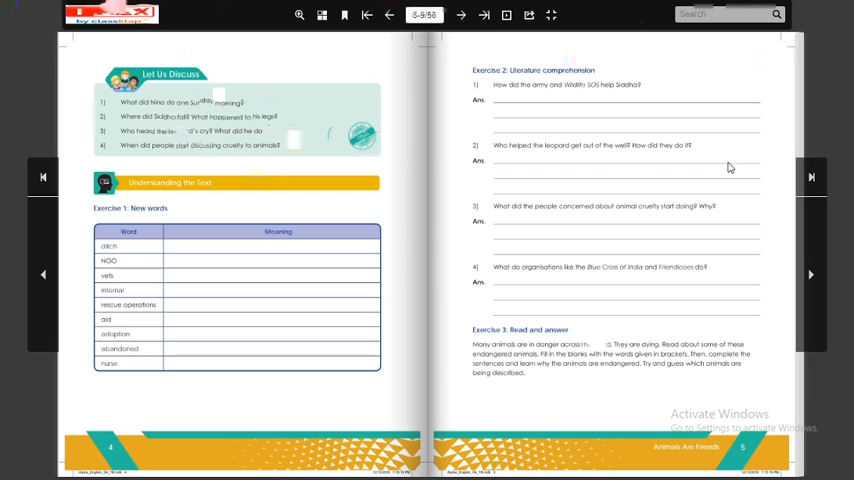 by classklap
8-9/56
Search
Let Us Discuss
1) What did Nina do one Sunday morning?
2) Where did Siddha fall? What happened to his legs?
3) Who heard the 's cry? What did he do
4) When did people start discussing cruelty to animals?
Understanding the Text
Exercise 1: New words
Word Meaning
ditch
NGO
vets
internal
rescue operations
aid
adoption
abandoned
nurse
4
Exercise 2: Literature comprehension
1) How did the army and Wildlife SOS help Siddha?
Ans.
2) Who helped the leopard get out of the well? How did they do it?
Ans.
3) What did the people concerned about animal cruelty start doing? Why?
Ans.
4) What do organisations like the Blue Cross of India and Friendicoes do?
Ans.
Exercise 3: Read and answer
Many animals are in danger across . They are dying. Read about some of these
endangered animals. Fill in the blanks with the words given in brackets. Then, complete the
sentences and learn why the animals are endangered. Try and guess which animals are
being described.
Animals Are Friends 5
Activate Windows
Go to Settings to activate Windows.